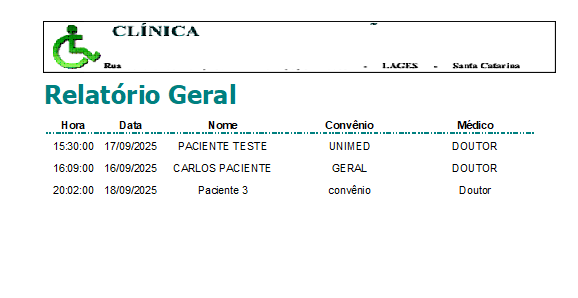 CLÍNICA
Rua - LAGES - Santa Catarina
Relatório Geral
Hora Data Nome Convênio Médico
15:30:00 17/09/2025 PACIENTE TESTE UNIMED DOUTOR
16:09:00 16/09/2025 CARLOS PACIENTE GERAL DOUTOR
20:02:00 18/09/2025 Paciente 3 convênio Doutor